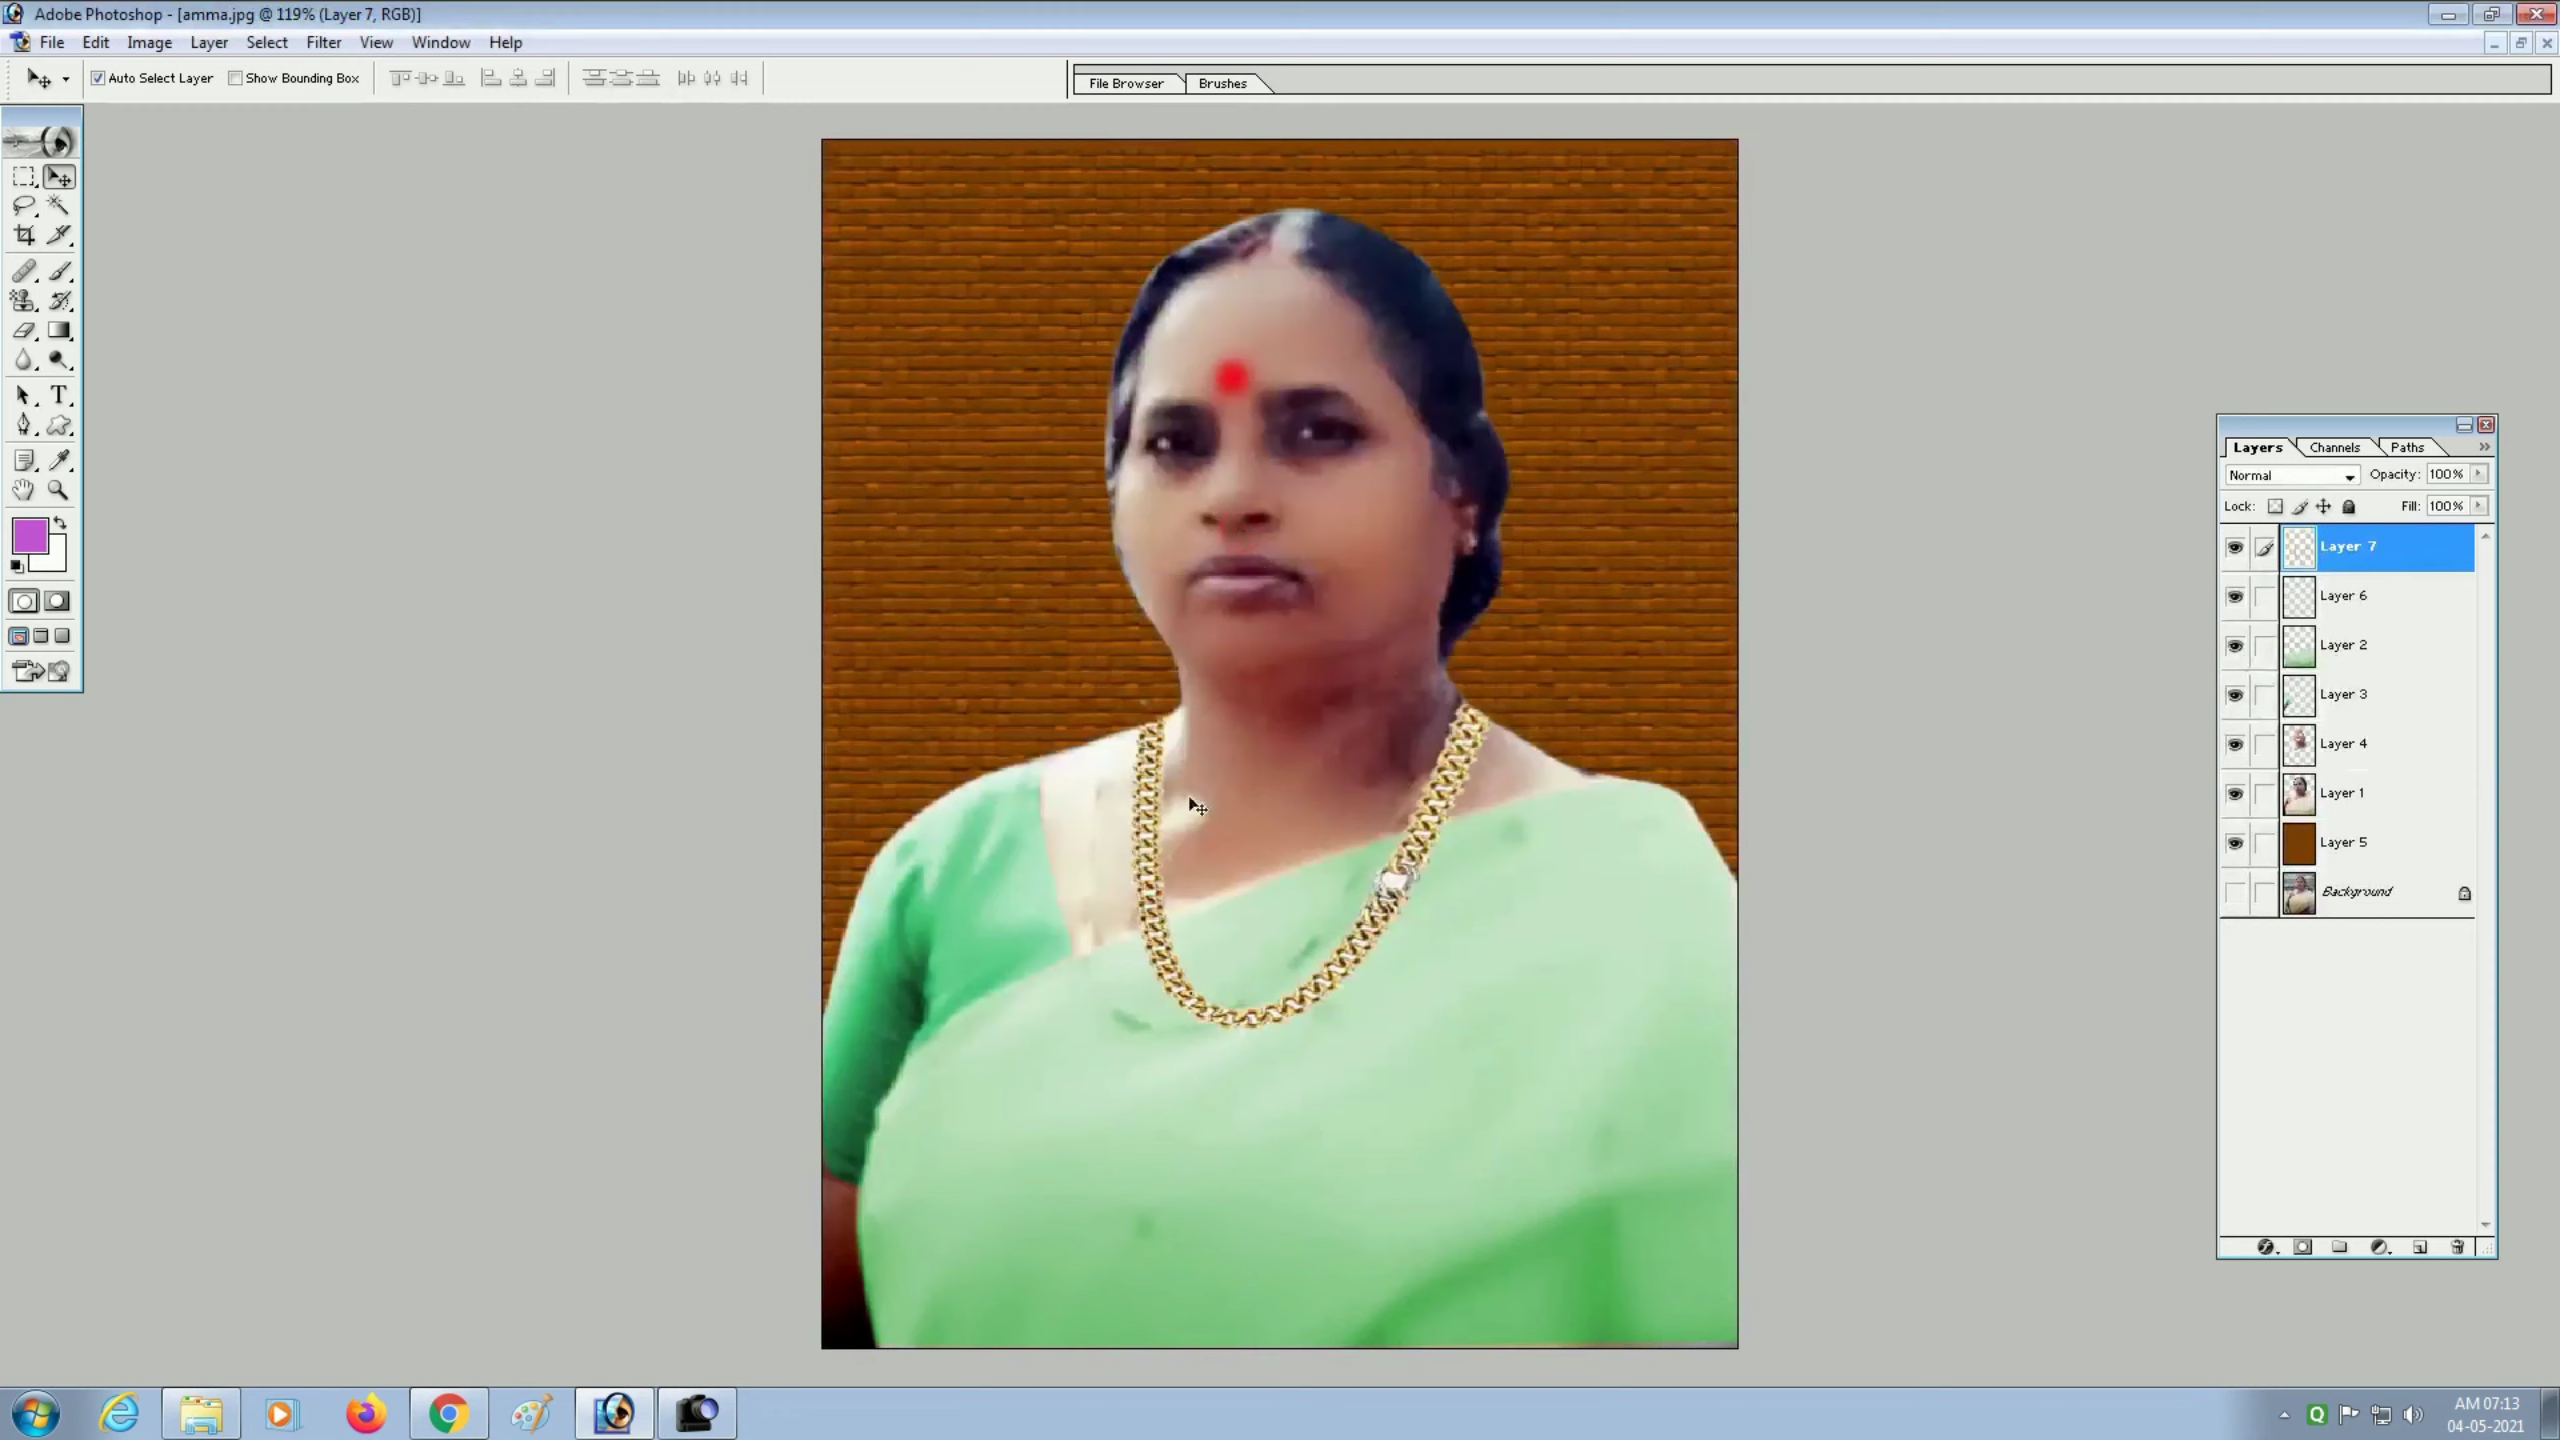 Adobe Photoshop - [amma.jpg @ 119% (Layer 7, RGB)]
File Edit Image Layer Select Filter View Window Help
Auto Select Layer Show Bounding Box
File Browser Brushes
Layers Channels Paths
Normal Opacity: 100%
Lock: Fill: 100%
Layer 7
Layer 6
Layer 2
Layer 3
Layer 4
Layer 1
Layer 5
Background
AM 07:13
04-05-2021